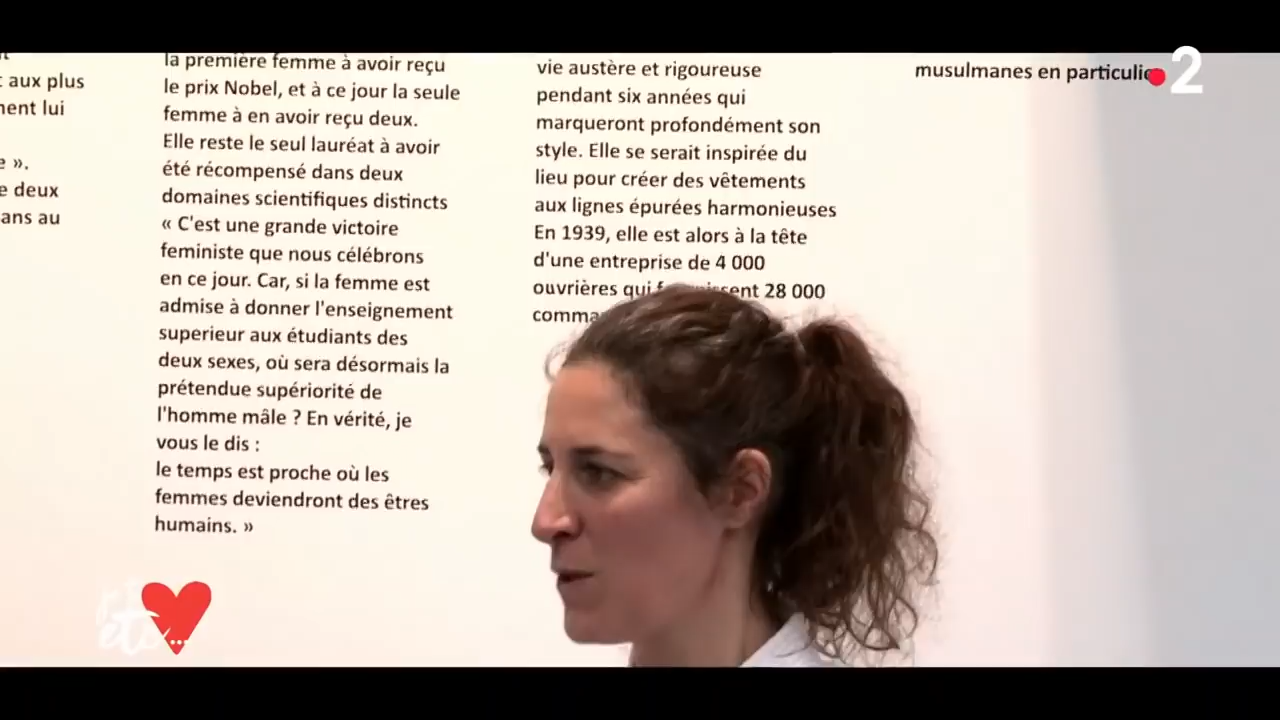 aux plus
lui
e ».
e deux
ans au
la première femme à avoir reçu
le prix Nobel, et à ce jour la seule
femme à en avoir reçu deux.
Elle reste le seul lauréat à avoir
été récompensé dans deux
domaines scientifiques distincts
« C'est une grande victoire
feministe que nous célébrons
en ce jour. Car, si la femme est
admise à donner l'enseignement
superieur aux étudiants des
deux sexes, où sera désormais la
prétendue supériorité de
l'homme mâle ? En vérité, je
vous le dis :
le temps est proche où les
femmes deviendront des êtres
humains. »
vie austère et rigoureuse
pendant six années qui
marqueront profondément son
style. Elle se serait inspirée du
lieu pour créer des vêtements
aux lignes épurées harmonieuses
En 1939, elle est alors à la tête
d'une entreprise de 4 000
ouvrières qui 28 000
musulmanes en
2